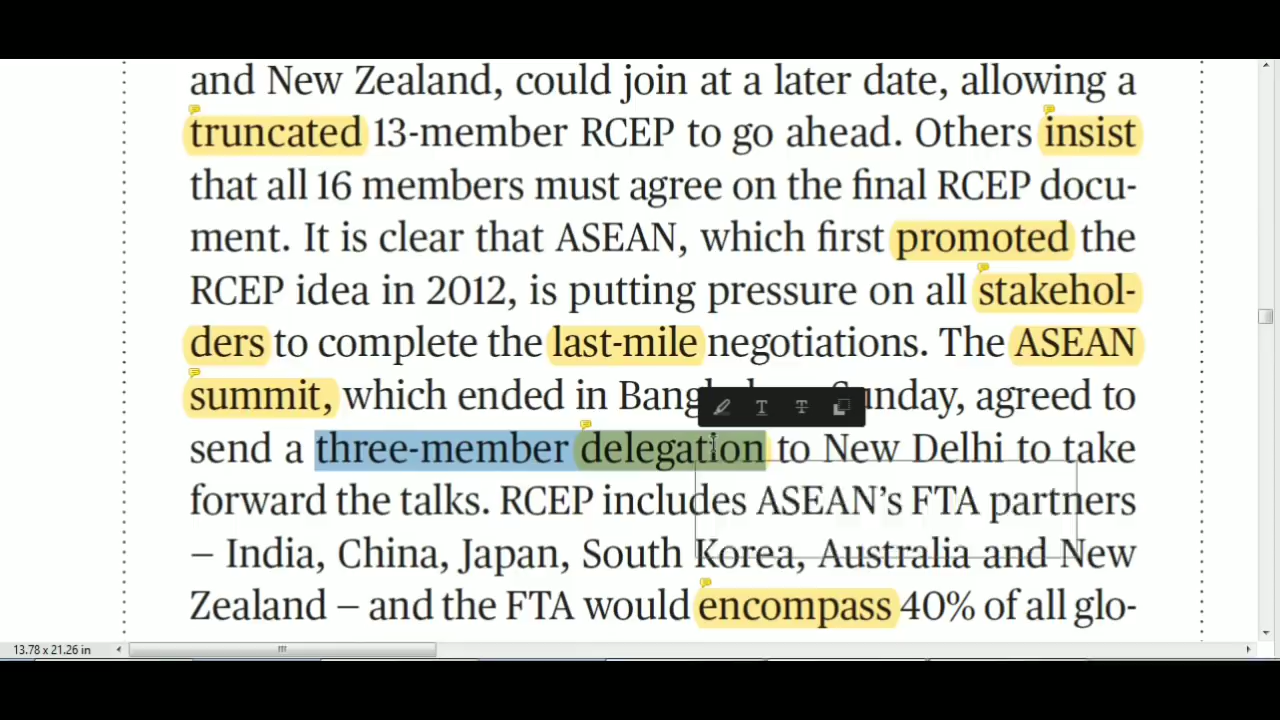 and New Zealand, could join at a later date, allowing a
truncated 13-member RCEP to go ahead. Others insist
that all 16 members must agree on the final RCEP docu-
ment. It is clear that ASEAN, which first promoted the
RCEP idea in 2012, is putting pressure on all stakehol-
ders to complete the last-mile negotiations. The ASEAN
summit, which ended in Sunday, agreed to
send a three-member delegation to New Delhi to take
forward the talks. RCEP includes ASEAN’s FTA partners
– India, China, Japan, South Korea, Australia and New
Zealand – and the FTA would encompass 40% of all glo-
13.78 x 21.26 in